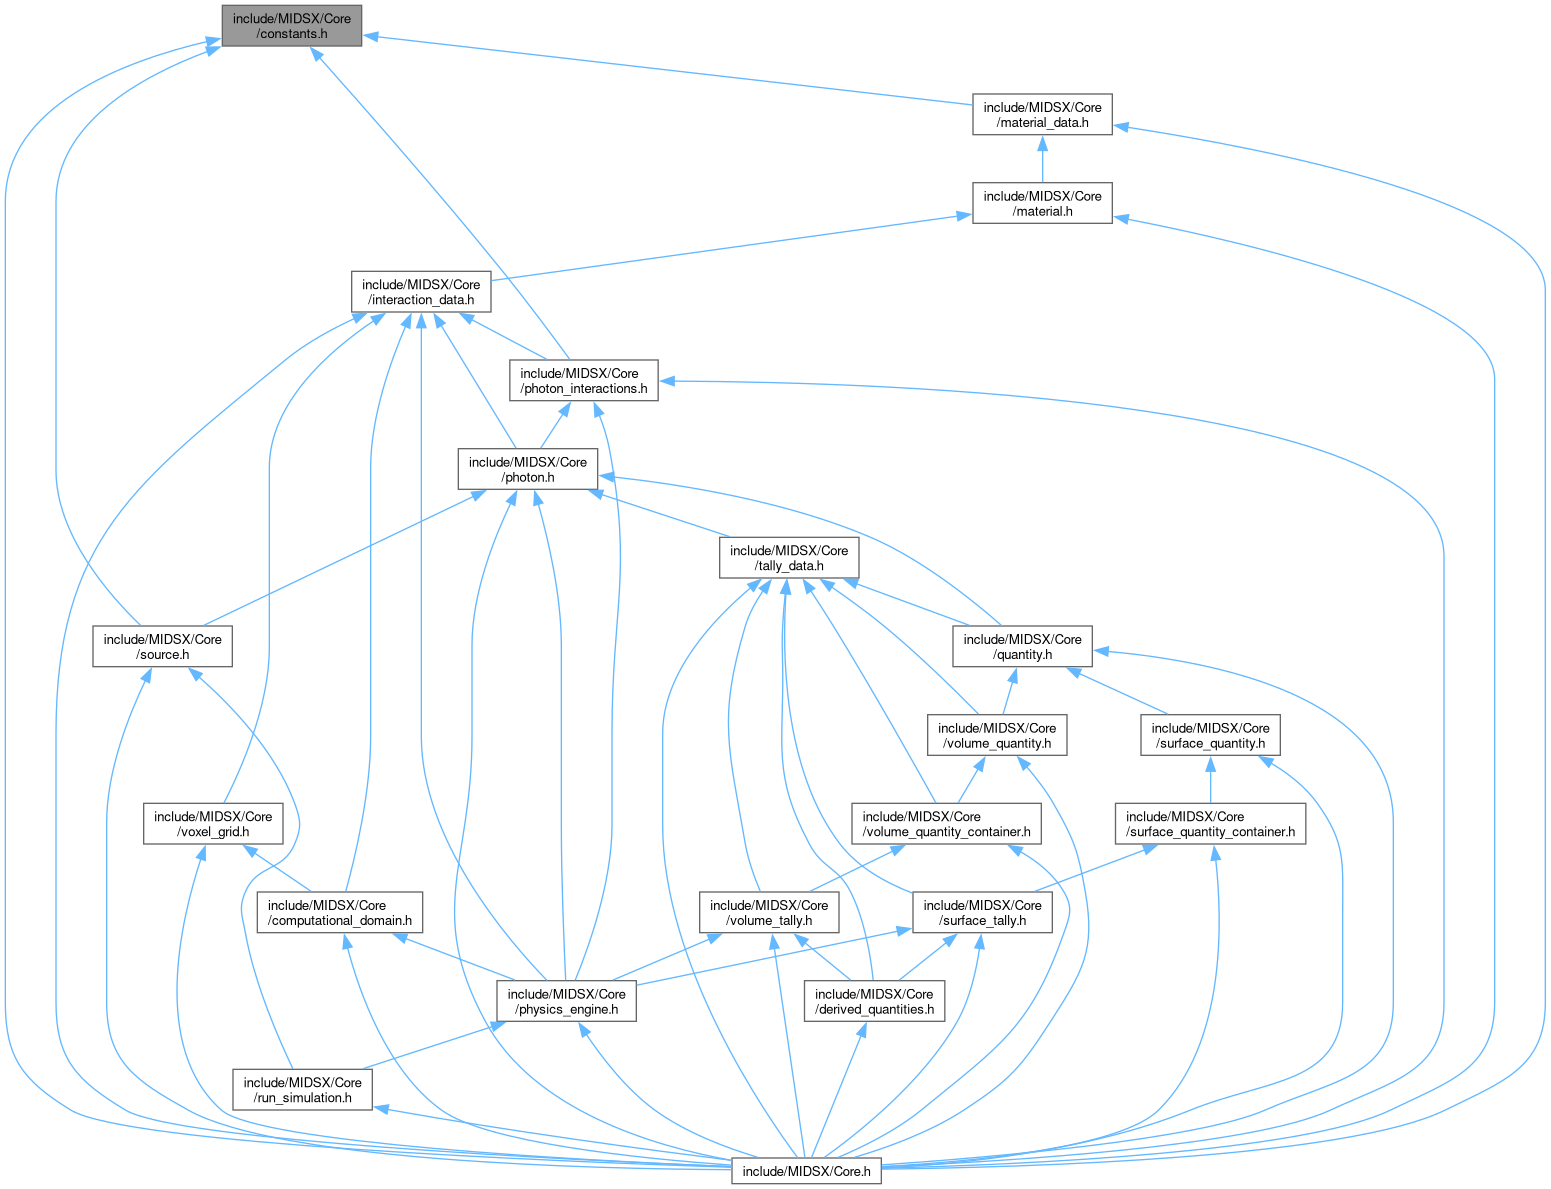 include/MIDSX/Core
/constants.h
include/MIDSX/Core
/material_data.h
include/MIDSX/Core
/material.h
include/MIDSX/Core
/interaction_data.h
include/MIDSX/Core
/photon_interactions.h
include/MIDSX/Core
/photon.h
include/MIDSX/Core
/tally_data.h
include/MIDSX/Core
/source.h
include/MIDSX/Core
/quantity.h
include/MIDSX/Core
/volume_quantity.h
include/MIDSX/Core
/surface_quantity.h
include/MIDSX/Core
/voxel_grid.h
include/MIDSX/Core
/volume_quantity_container.h
include/MIDSX/Core
/surface_quantity_container.h
include/MIDSX/Core
/computational_domain.h
include/MIDSX/Core
/volume_tally.h
include/MIDSX/Core
/surface_tally.h
include/MIDSX/Core
/physics_engine.h
include/MIDSX/Core
/derived_quantities.h
include/MIDSX/Core
/run_simulation.h
include/MIDSX/Core.h